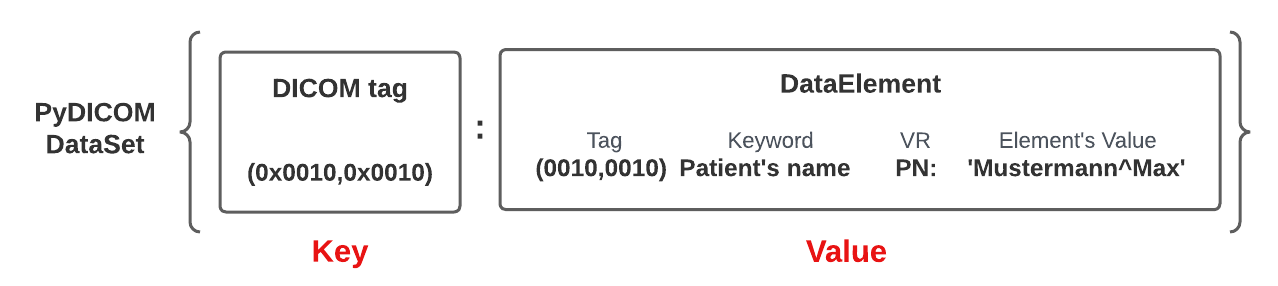 PyDICOM
DataSet
DICOM tag
(0x0010,0x0010)
:
DataElement
Tag Keyword VR Element's Value
(0010,0010) Patient's name PN: 'Mustermann^Max'
Key
Value